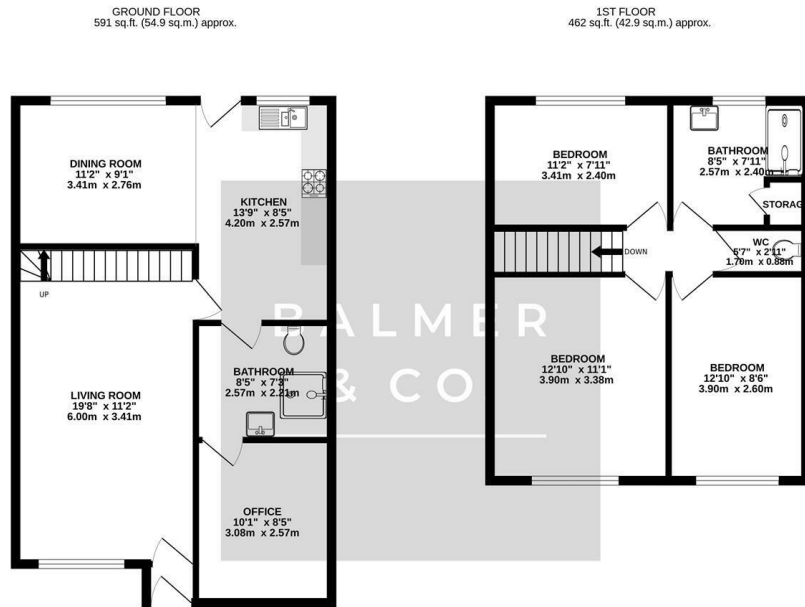 GROUND FLOOR
591 sq.ft. (54.9 sq.m.) approx.
1ST FLOOR
462 sq.ft. (42.9 sq.m.) approx.
DINING ROOM
11'2" x 9'1"
3.41m x 2.76m
KITCHEN
13'9" x 8'5"
4.20m x 2.57m
UP
BATHROOM
8'5" x 7'3"
2.57m x 2.21m
LIVING ROOM
19'8" x 11'2"
6.00m x 3.41m
OFFICE
10'1" x 8'5"
3.08m x 2.57m
BEDROOM
11'2" x 7'11"
3.41m x 2.40m
BATHROOM
8'5" x 7'11"
2.57m x 2.40m
STORAG
DOWN
WC
5'7" x 2'11"
1.70m x 0.88m
BEDROOM
12'10" x 11'1"
3.90m x 3.38m
BEDROOM
12'10" x 8'6"
3.90m x 2.60m
BALMER
& CO